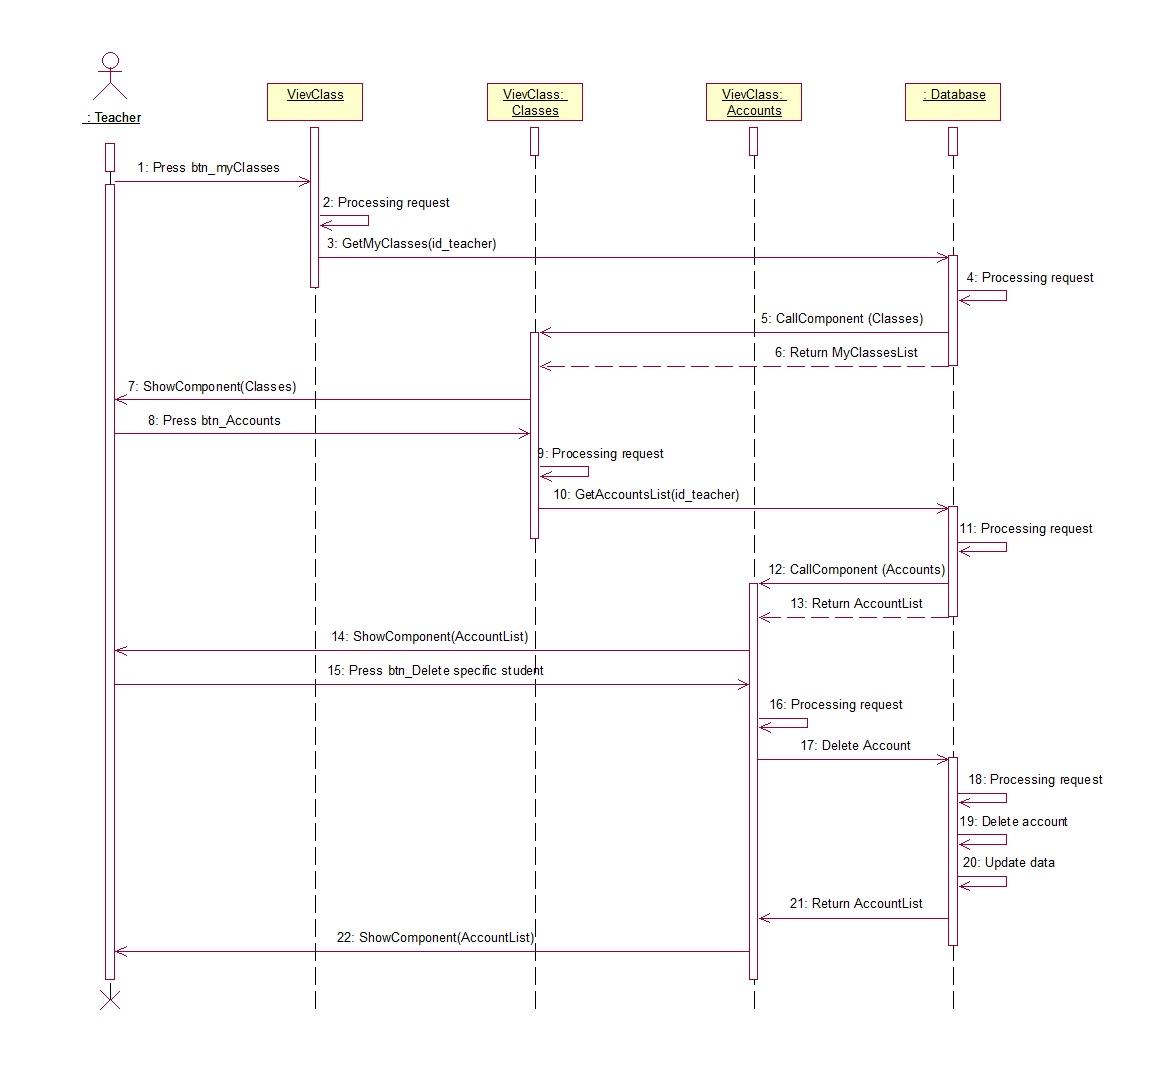 : Teacher
VievClass
VievClass:
Classes
VievClass:
Accounts
: Database
1: Press btn_myClasses
2: Processing request
3: GetMyClasses(id_teacher)
4: Processing request
5: CallComponent (Classes)
6: Return MyClassesList
7: ShowComponent(Classes)
8: Press btn_Accounts
9: Processing request
10: GetAccountsList(id_teacher)
11: Processing request
12: CallComponent (Accounts)
13: Return AccountList
14: ShowComponent(AccountList)
15: Press btn_Delete specific student
16: Processing request
17: Delete Account
18: Processing request
19: Delete account
20: Update data
21: Return AccountList
22: ShowComponent(AccountList)